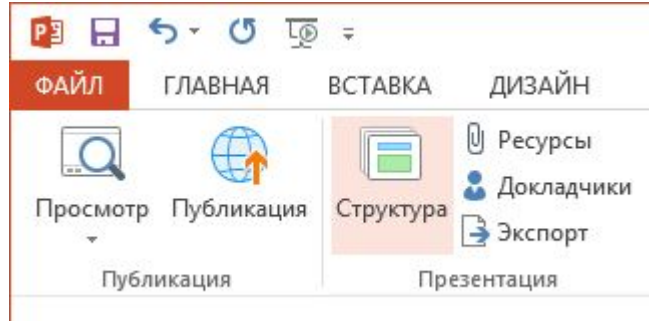 ФАЙЛ ГЛАВНАЯ ВСТАВКА ДИЗАЙН
Просмотр
Публикация
Структура
Ресурсы
Докладчики
Экспорт
Публикация
Презентация